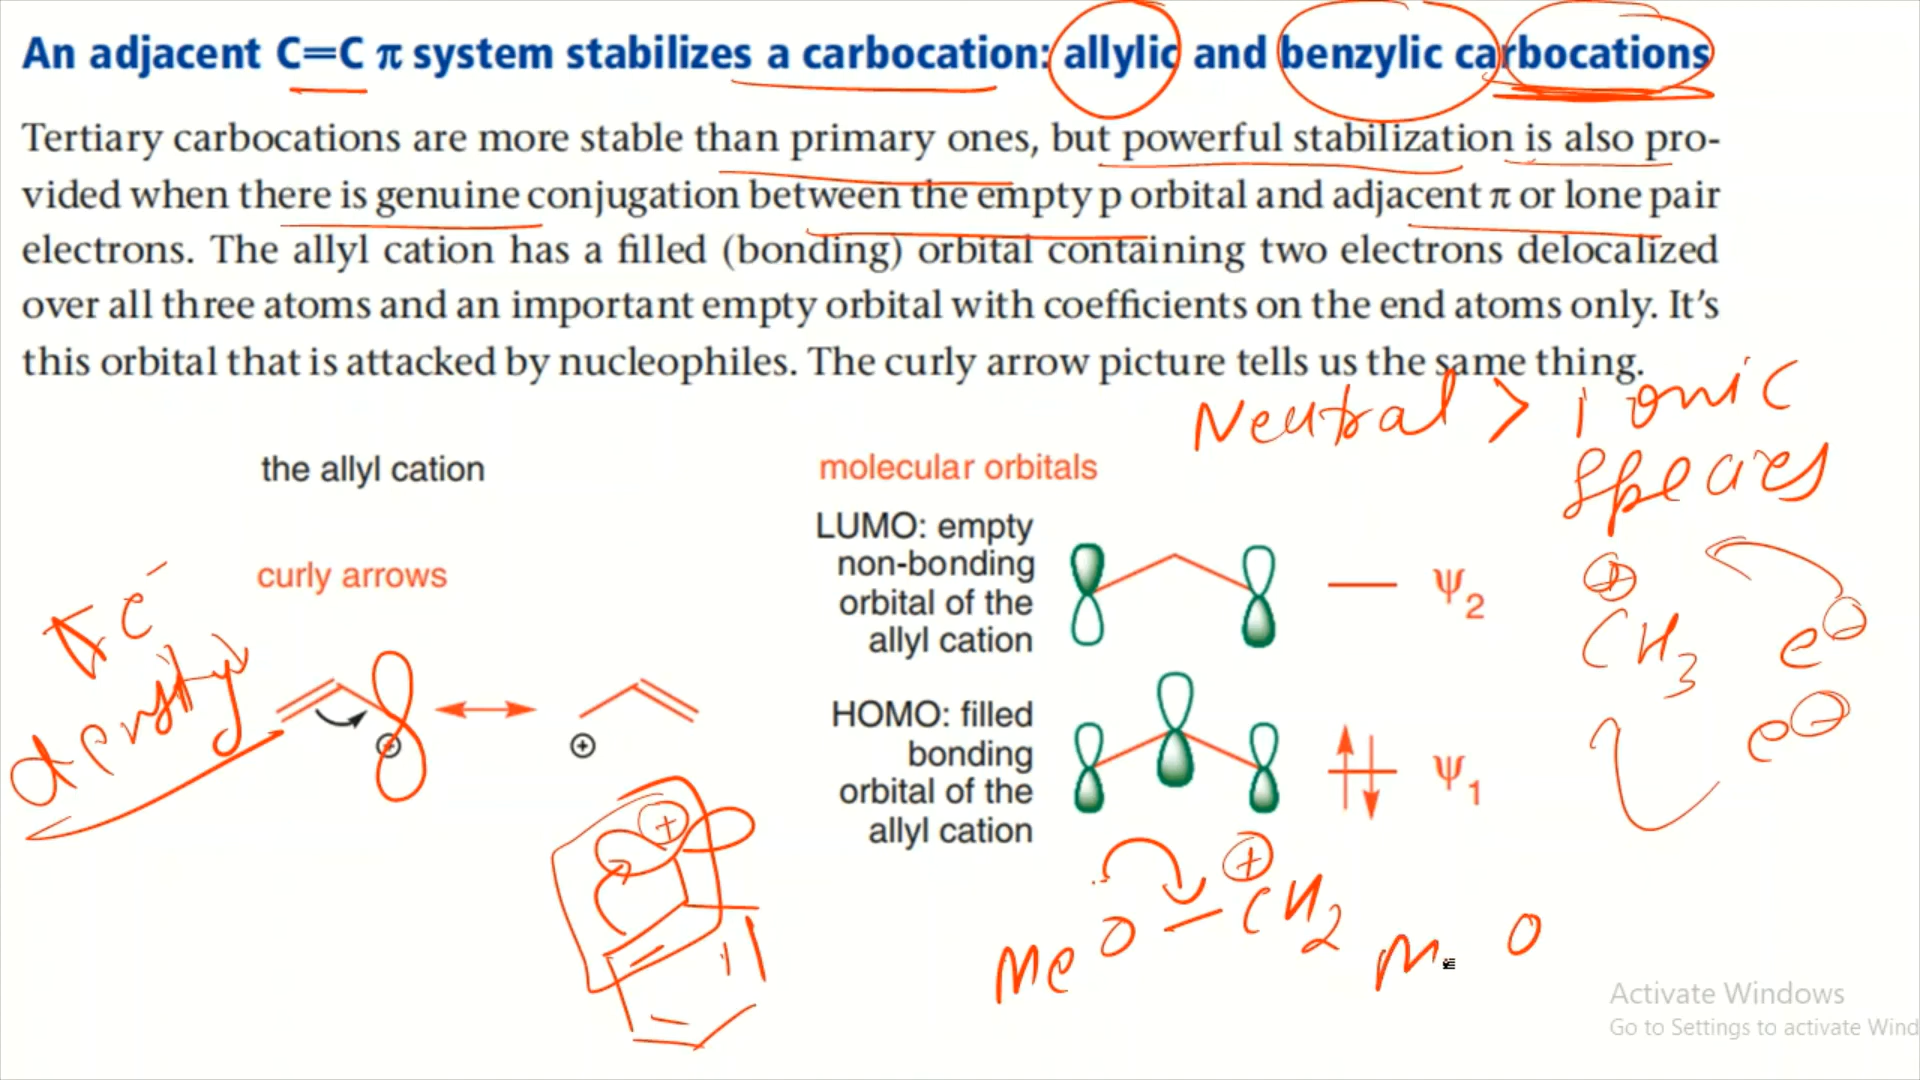 An adjacent C=C π system stabilizes a carbocation: allylic and benzylic carbocations
Tertiary carbocations are more stable than primary ones, but powerful stabilization is also pro-
vided when there is genuine conjugation between the empty p orbital and adjacent π or lone pair
electrons. The allyl cation has a filled (bonding) orbital containing two electrons delocalized
over all three atoms and an important empty orbital with coefficients on the end atoms only. It's
this orbital that is attacked by nucleophiles. The curly arrow picture tells us the same thing.
Neutral > ionic
species
the allyl cation
molecular orbitals
curly arrows
LUMO: empty
non-bonding
orbital of the
allyl cation
ψ2
HOMO: filled
bonding
orbital of the
allyl cation
ψ1
π e-
density
⊕
⊕
⊕
⊕
CH3
e⊖
e⊖
MeO–CH2
⊕
O
Activate Windows
Go to Settings to activate Wind